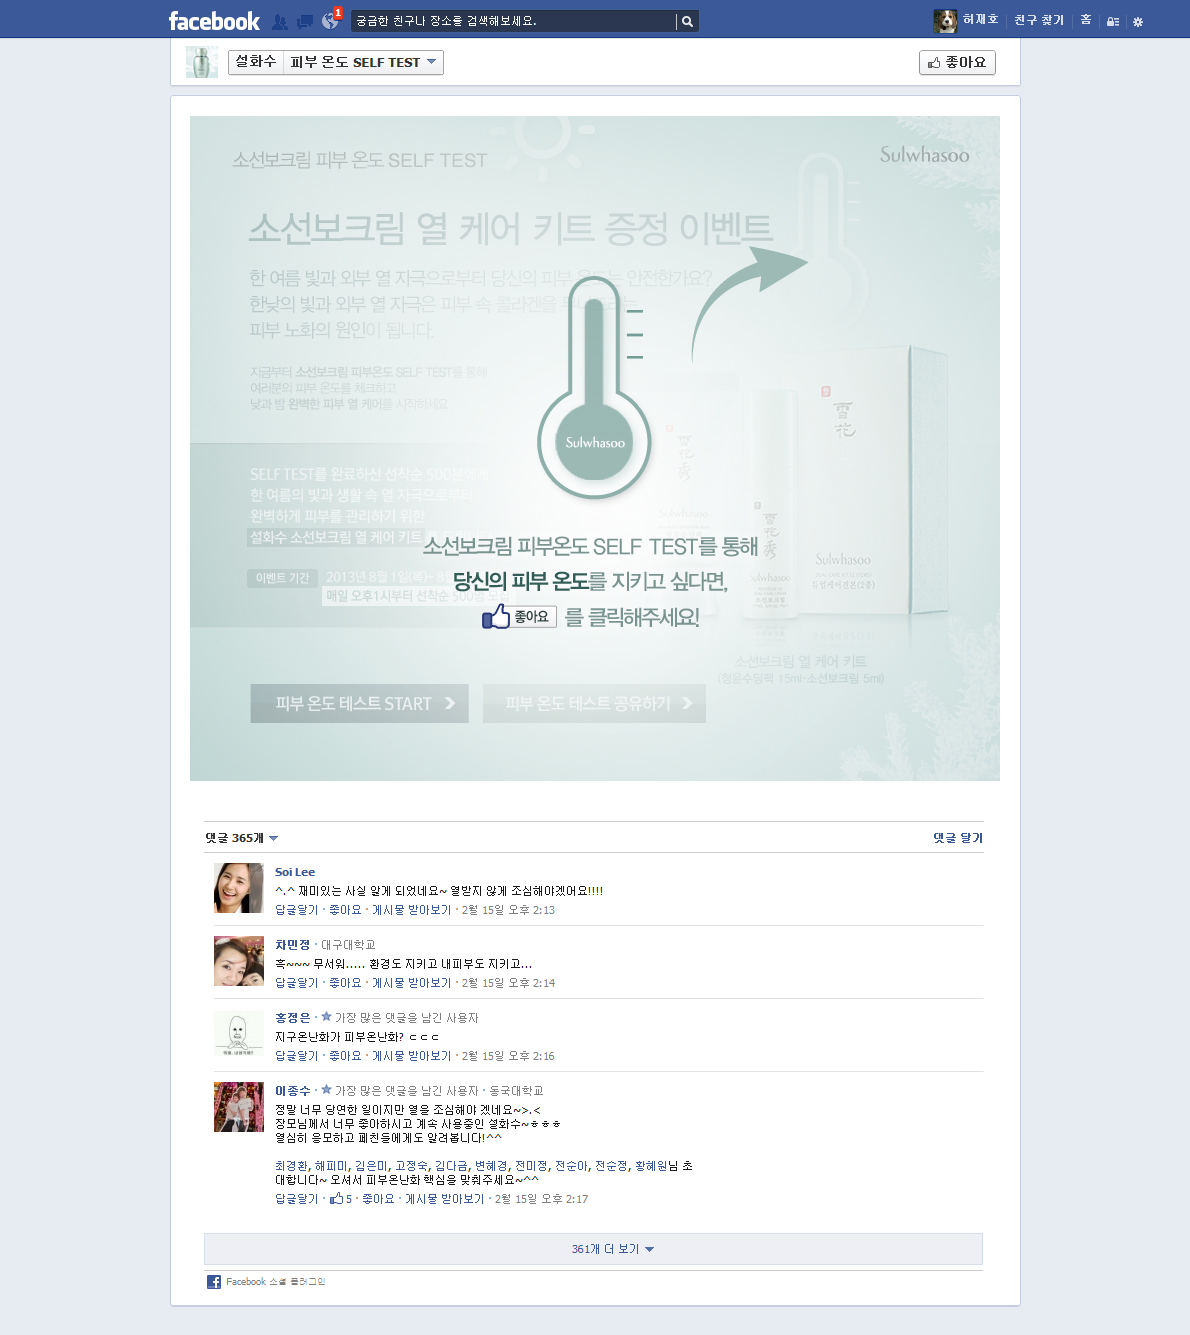 facebook
1
궁금한 친구나 장소를 검색해보세요.
허재호
친구 찾기
홈
설화수
피부 온도 SELF TEST
좋아요
소선보크림 피부 온도 SELF TEST
Sulwhasoo
소선보크림 열 케어 키트 증정 이벤트
한 여름 빛과 외부 열 자극으로부터 당신의 피부 온도는 안전한가요?
한낮의 빛과 외부 열 자극은 피부 속 콜라겐을
피부 노화의 원인이 됩니다.
지금부터 소선보크림 피부온도 SELF TEST를 통해
여러분의 피부 온도를 체크하고
낮과 밤 완벽한 피부 열 케어를 시작하세요
Sulwhasoo
SELF TEST를 완료하신 선착순 500분에게
한 여름의 빛과 생활 속 열 자극으로부터
완벽하게 피부를 관리하기 위한
설화수 소선보크림 열 케어 키트
이벤트 기간
2013년 8월 1일(목)~
매일 오후1시부터 선착순 500명
소선보크림 피부온도 SELF TEST를 통해
당신의 피부 온도를 지키고 싶다면,
좋아요 를 클릭해주세요!
雪花
Sulwhasoo
雪花秀
Sulwhasoo
雪花秀
소선보크림 열 케어 키트
(청윤수딩팩 15ml·소선보크림 5ml)
피부 온도 테스트 START
피부 온도 테스트 공유하기
댓글 365개
댓글 달기
Soi Lee
^.^ 재미있는 사실 알게 되었네요~ 열받지 않게 조심해야겠어요!!!!
답글달기 · 좋아요 · 게시물 받아보기 · 2월 15일 오후 2:13
차민정 · 대구대학교
혹~~~ 무서워..... 환경도 지키고 내피부도 지키고...
답글달기 · 좋아요 · 게시물 받아보기 · 2월 15일 오후 2:14
홍정은 · 가장 많은 댓글을 남긴 사용자
지구온난화가 피부온난화? ㄷㄷㄷ
답글달기 · 좋아요 · 게시물 받아보기 · 2월 15일 오후 2:16
이종수 · 가장 많은 댓글을 남긴 사용자 · 동국대학교
정말 너무 당연한 일이지만 열을 조심해야 겠네요~>.<
장모님께서 너무 좋아하시고 계속 사용중인 설화수~ㅎㅎㅎ
열심히 응모하고 페친들에게도 알려봅니다!^^
최경환, 해피미, 김은미, 고정숙, 김다금, 변혜경, 전미정, 전순아, 전순정, 황혜원님 초
대합니다~ 오셔서 피부온난화 핵심을 맞춰주세요~^^
답글달기 · 5 · 좋아요 · 게시물 받아보기 · 2월 15일 오후 2:17
361개 더 보기
Facebook 소셜 플러그인